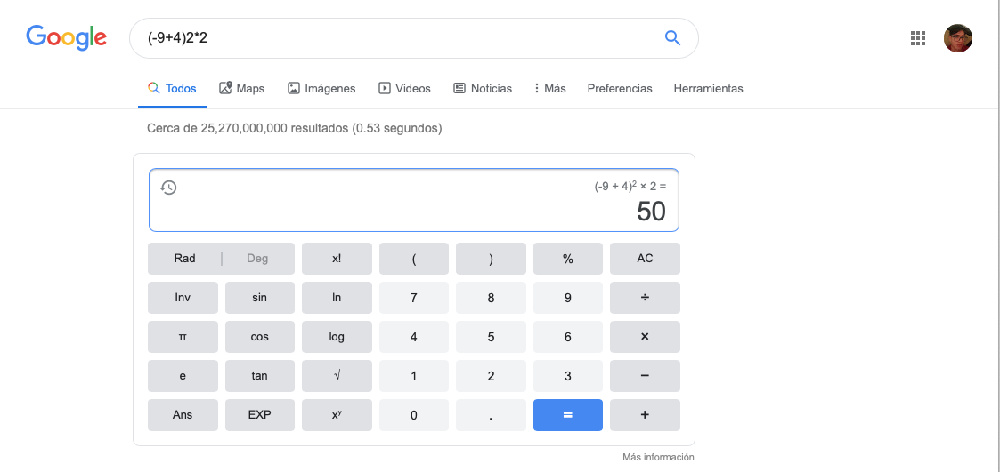 Google (-9+4)2*2
Todos Maps Imágenes Videos Noticias Más Preferencias Herramientas
Cerca de 25,270,000,000 resultados (0.53 segundos)
(-9 + 4)² × 2 =
50
Rad | Deg x! ( ) % AC
Inv sin ln 7 8 9 ÷
π cos log 4 5 6 ×
e tan √ 1 2 3 −
Ans EXP xʸ 0 . = +
Más información